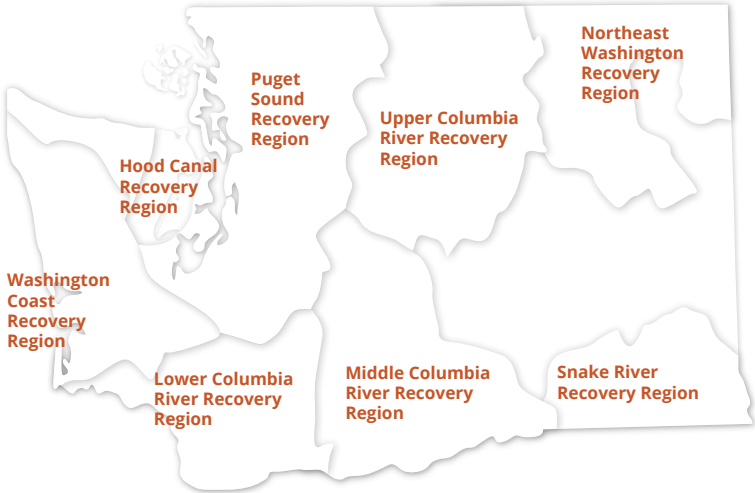 Northeast
Washington
Recovery
Region
Puget
Sound
Recovery
Region
Upper Columbia
River Recovery
Region
Hood Canal
Recovery
Region
Washington
Coast
Recovery
Region
Lower Columbia
River Recovery
Region
Middle Columbia
River Recovery
Region
Snake River
Recovery Region